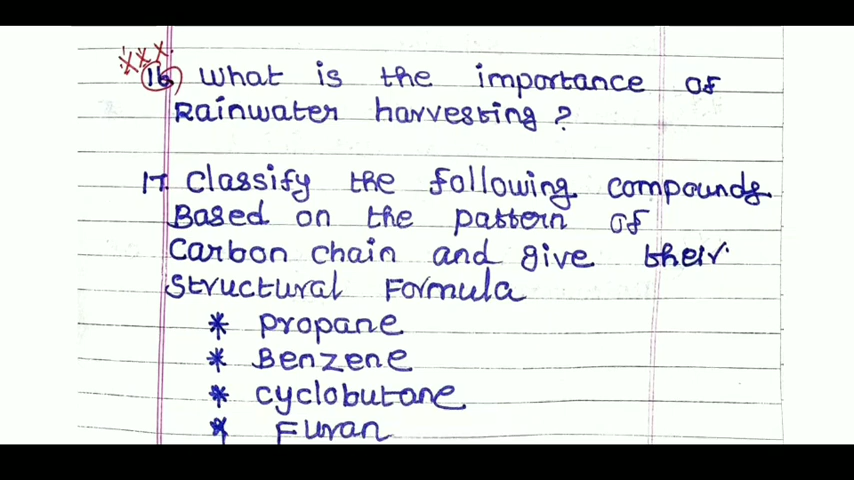 xxx
16) What is the importance of
Rainwater harvesting?
17. Classify the following compounds
Based on the pattern of
Carbon chain and give their
Structural Formula
* Propane
* Benzene
* Cyclobutane
* Furan